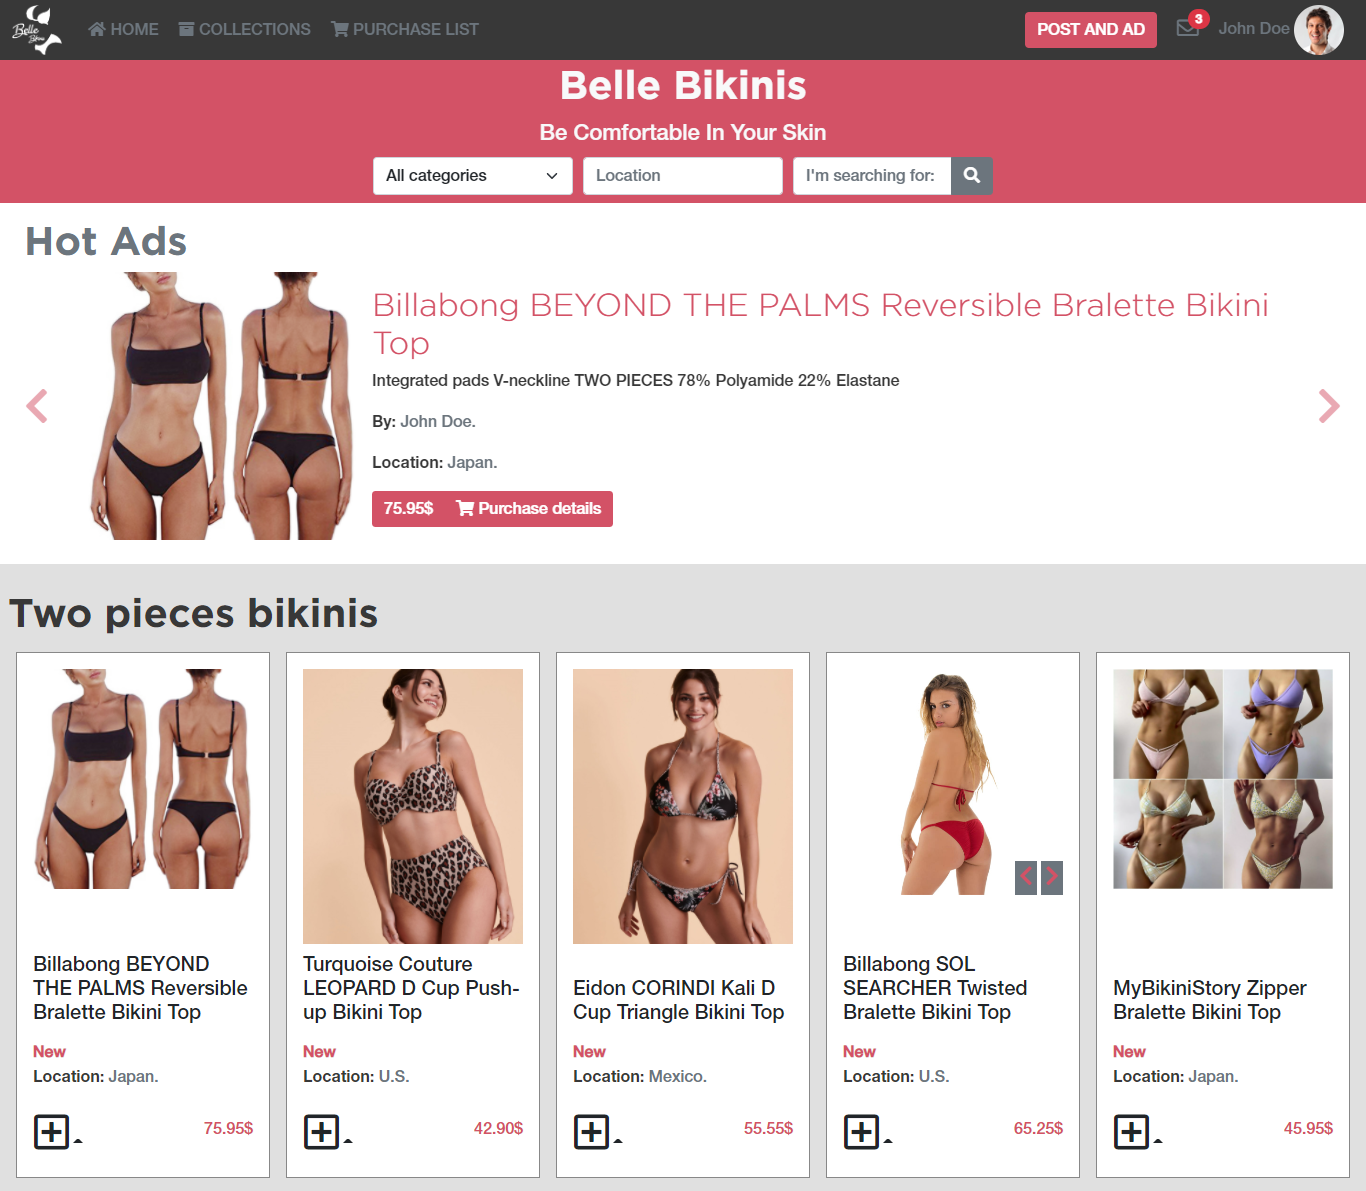 Belle
HOME
COLLECTIONS
PURCHASE LIST
POST AND AD
3
John Doe
Belle Bikinis
Be Comfortable In Your Skin
All categories
Location
I'm searching for:
Hot Ads
Billabong BEYOND THE PALMS Reversible Bralette Bikini
Top
Integrated pads V-neckline TWO PIECES 78% Polyamide 22% Elastane
By: John Doe.
Location: Japan.
75.95$ Purchase details
Two pieces bikinis
Billabong BEYOND
THE PALMS Reversible
Bralette Bikini Top
New
Location: Japan.
75.95$
Turquoise Couture
LEOPARD D Cup Push-
up Bikini Top
New
Location: U.S.
42.90$
Eidon CORINDI Kali D
Cup Triangle Bikini Top
New
Location: Mexico.
55.55$
Billabong SOL
SEARCHER Twisted
Bralette Bikini Top
New
Location: U.S.
65.25$
MyBikiniStory Zipper
Bralette Bikini Top
New
Location: Japan.
45.95$